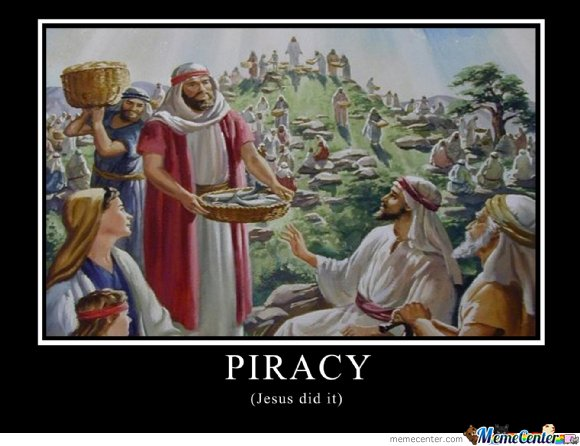 PIRACY
(Jesus did it)
memecenter.com MemeCenter